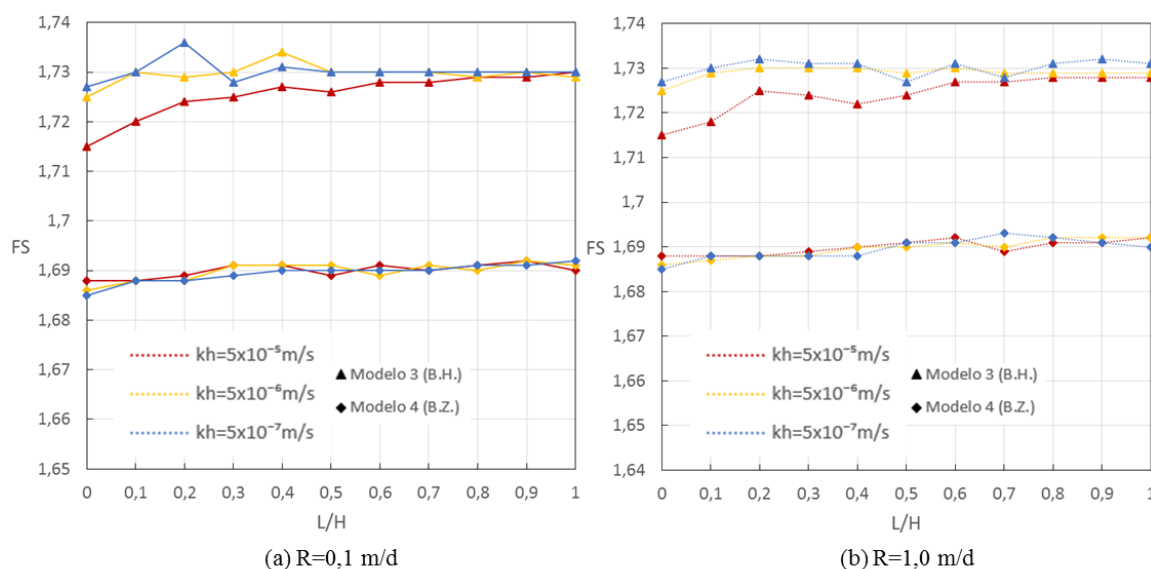 1,74
1,73
1,72
1,71
1,7
FS
1,69
1,68
1,67
1,66
1,65
kh=5x10⁻⁵m/s
kh=5x10⁻⁶m/s
kh=5x10⁻⁷m/s
Modelo 3 (B.H.)
Modelo 4 (B.Z.)
0 0,1 0,2 0,3 0,4 0,5 0,6 0,7 0,8 0,9 1
L/H
(a) R=0,1 m/d
1,74
1,73
1,72
1,71
1,7
FS
1,69
1,68
1,67
1,66
1,65
1,64
kh=5x10⁻⁵m/s
kh=5x10⁻⁶m/s
kh=5x10⁻⁷m/s
Modelo 3 (B.H.)
Modelo 4 (B.Z.)
0 0,1 0,2 0,3 0,4 0,5 0,6 0,7 0,8 0,9 1
L/H
(b) R=1,0 m/d